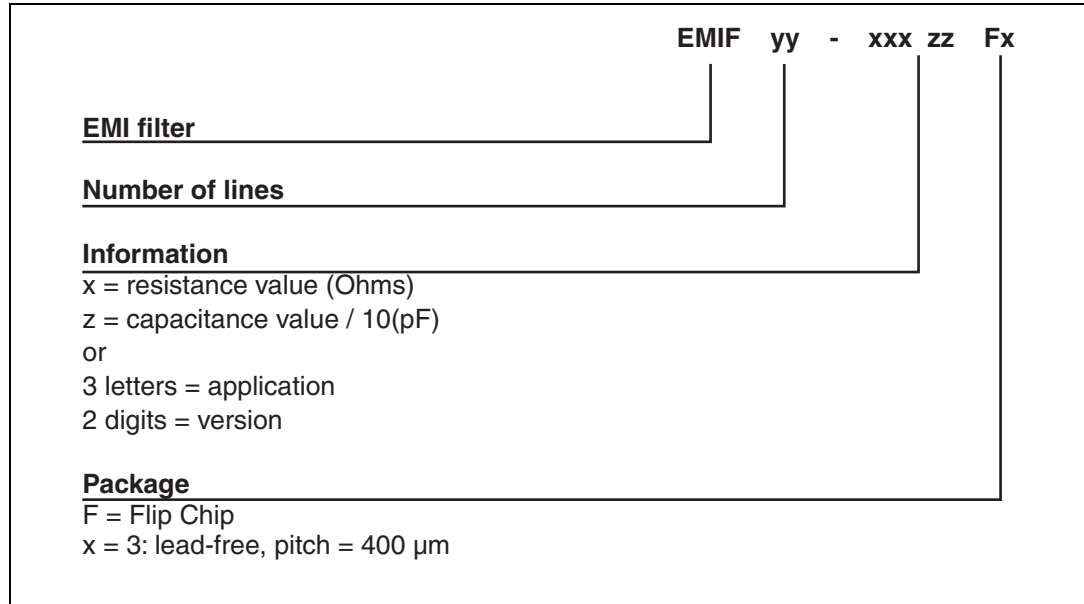 EMIF yy - xxx zz Fx
EMI filter
Number of lines
Information
x = resistance value (Ohms)
z = capacitance value / 10(pF)
or
3 letters = application
2 digits = version
Package
F = Flip Chip
x = 3: lead-free, pitch = 400 µm